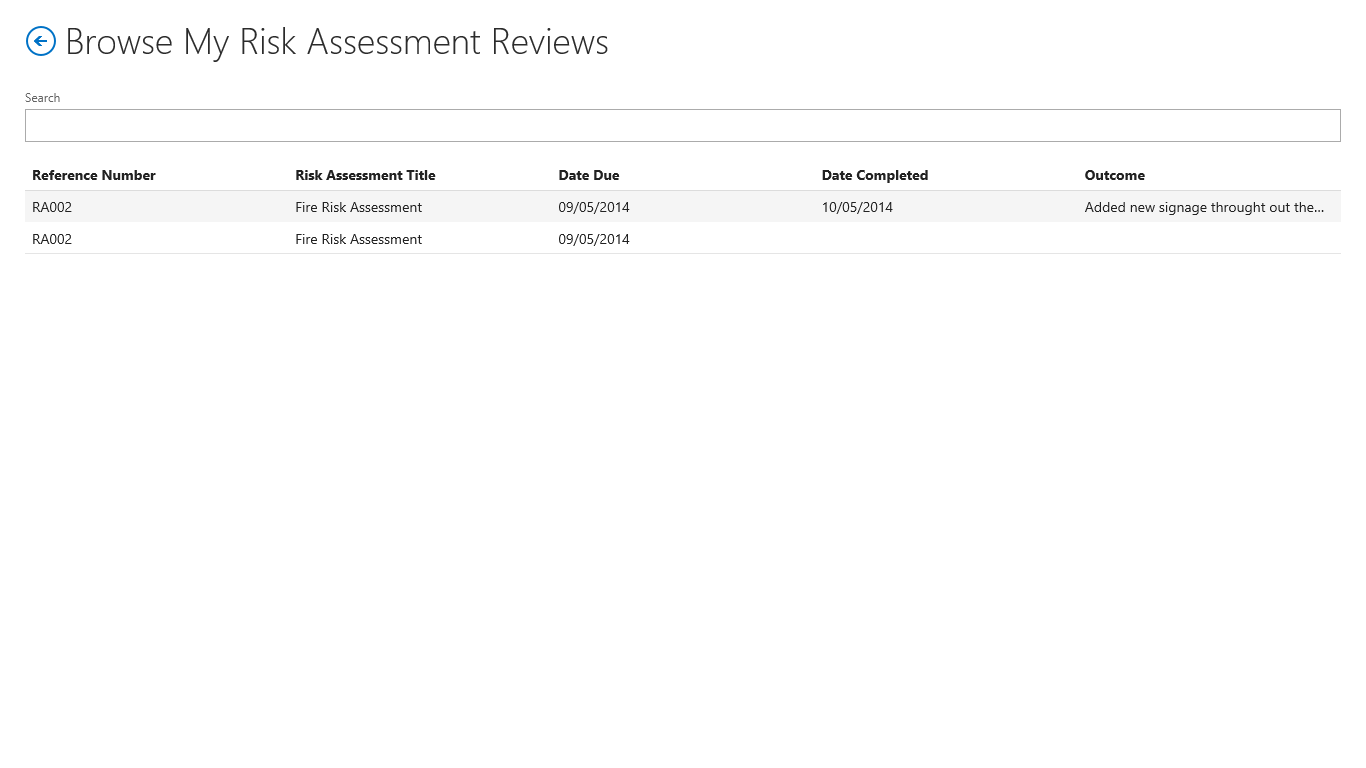 Browse My Risk Assessment Reviews
Search
Reference Number Risk Assessment Title Date Due Date Completed Outcome
RA002 Fire Risk Assessment 09/05/2014 10/05/2014 Added new signage throught out the...
RA002 Fire Risk Assessment 09/05/2014